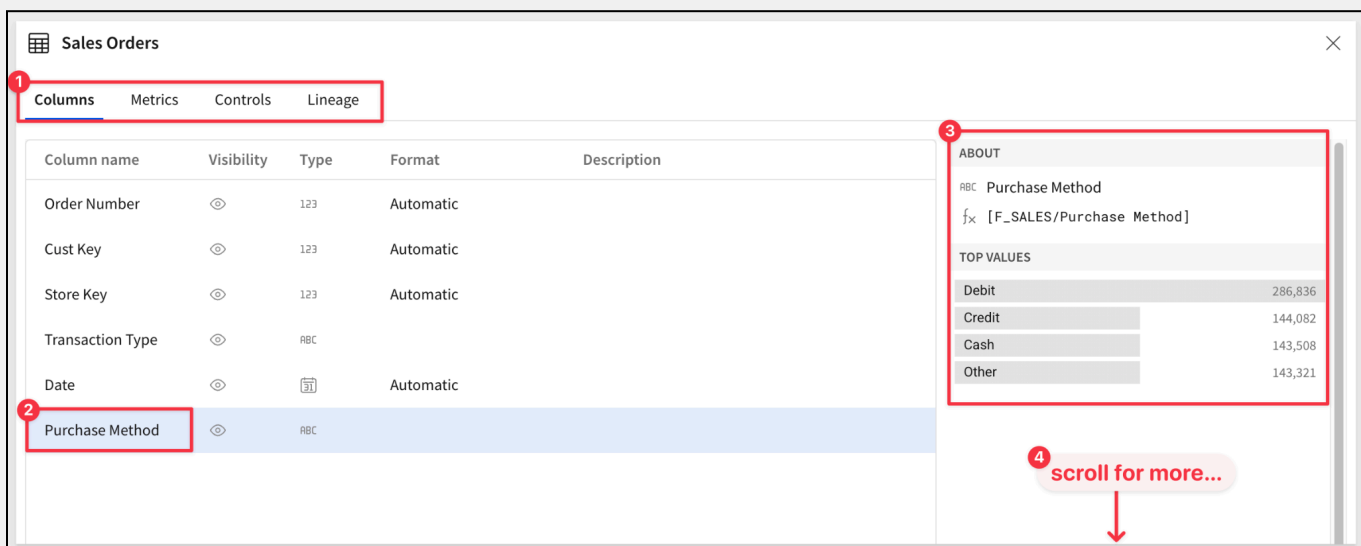 Sales Orders
1
Columns Metrics Controls Lineage
Column name Visibility Type Format Description
Order Number 123 Automatic
Cust Key 123 Automatic
Store Key 123 Automatic
Transaction Type ABC
Date 31 Automatic
2
Purchase Method ABC
3
ABOUT
ABC Purchase Method
fx [F_SALES/Purchase Method]
TOP VALUES
Debit 286,836
Credit 144,082
Cash 143,508
Other 143,321
4
scroll for more...